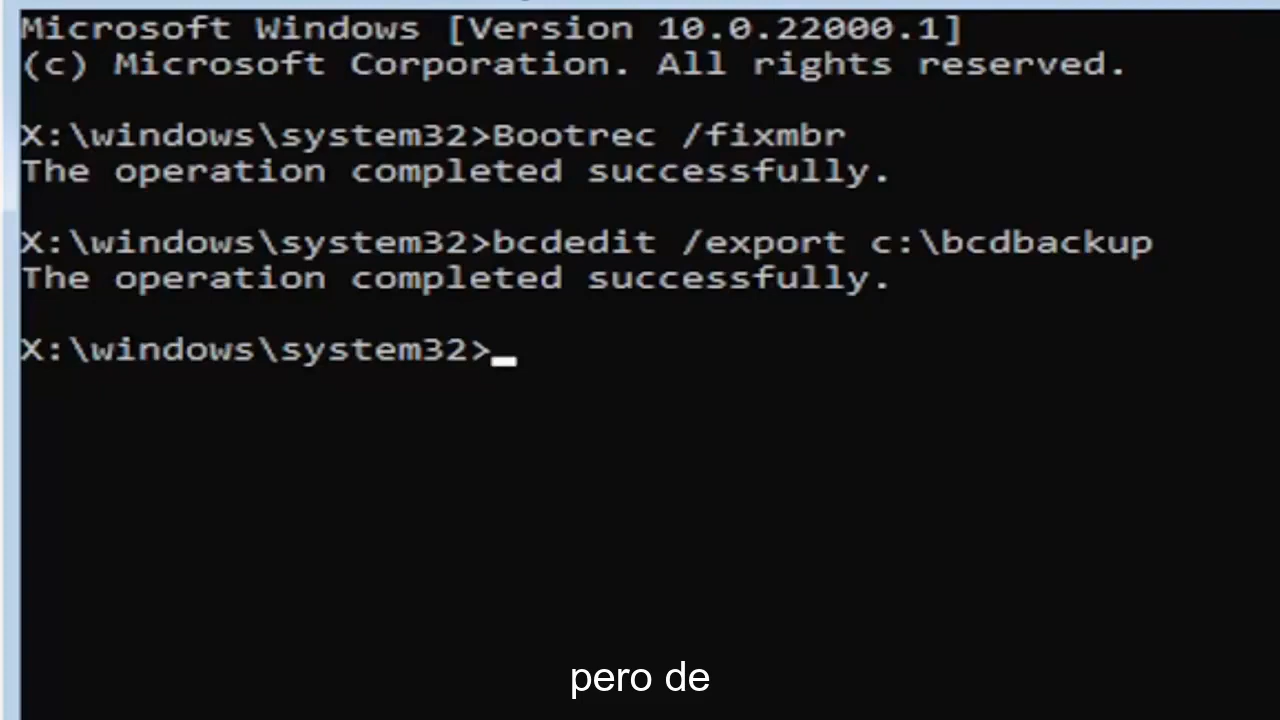 Microsoft Windows [Version 10.0.22000.1]
(c) Microsoft Corporation. All rights reserved.
X:\windows\system32>Bootrec /fixmbr
The operation completed successfully.
X:\windows\system32>bcdedit /export c:\bcdbackup
The operation completed successfully.
X:\windows\system32>
pero de